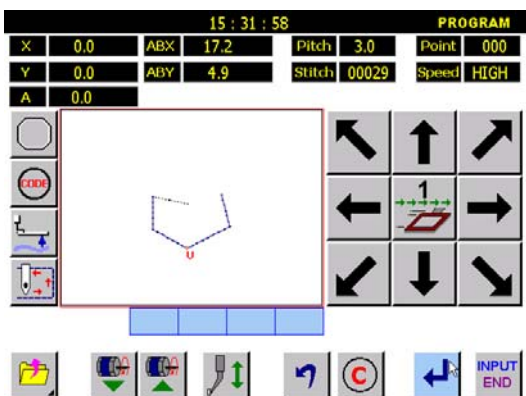 15 : 31 : 58 PROGRAM
X 0.0 ABX 17.2 Pitch 3.0 Point 000
Y 0.0 ABY 4.9 Stitch 00029 Speed HIGH
A 0.0
1
CODE
U
C
INPUT
END